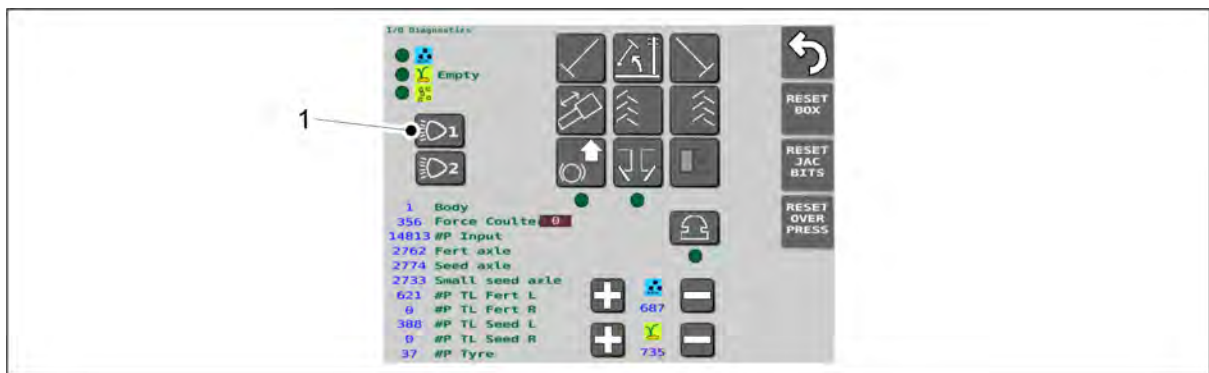 I/O Diagnostics
Empty
1
1
2
RESET
BOX
RESET
JAC
BITS
RESET
OVER
PRESS
1 Body
356 Force Coulte 0
14813 #P Input
2762 Fert axle
2774 Seed axle
2733 Small seed axle
621 #P TL Fert L
0 #P TL Fert R
388 #P TL Seed L
0 #P TL Seed R
37 #P Tyre
687
735